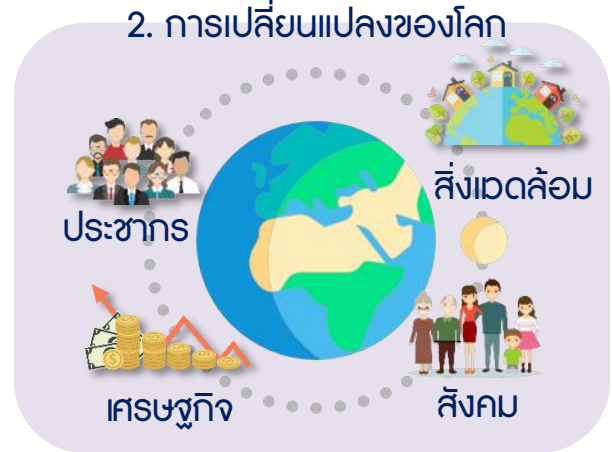 2. การเปลี่ยนแปลงของโลก
ประชากร
สิ่งแวดล้อม
เศรษฐกิจ
สังคม